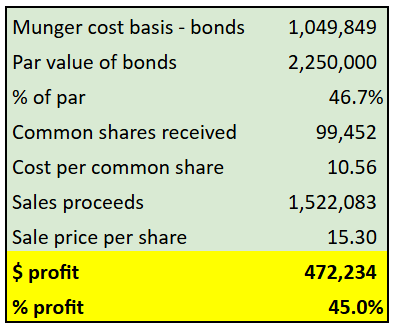 Munger cost basis - bonds 1,049,849
Par value of bonds 2,250,000
% of par 46.7%
Common shares received 99,452
Cost per common share 10.56
Sales proceeds 1,522,083
Sale price per share 15.30
$ profit 472,234
% profit 45.0%